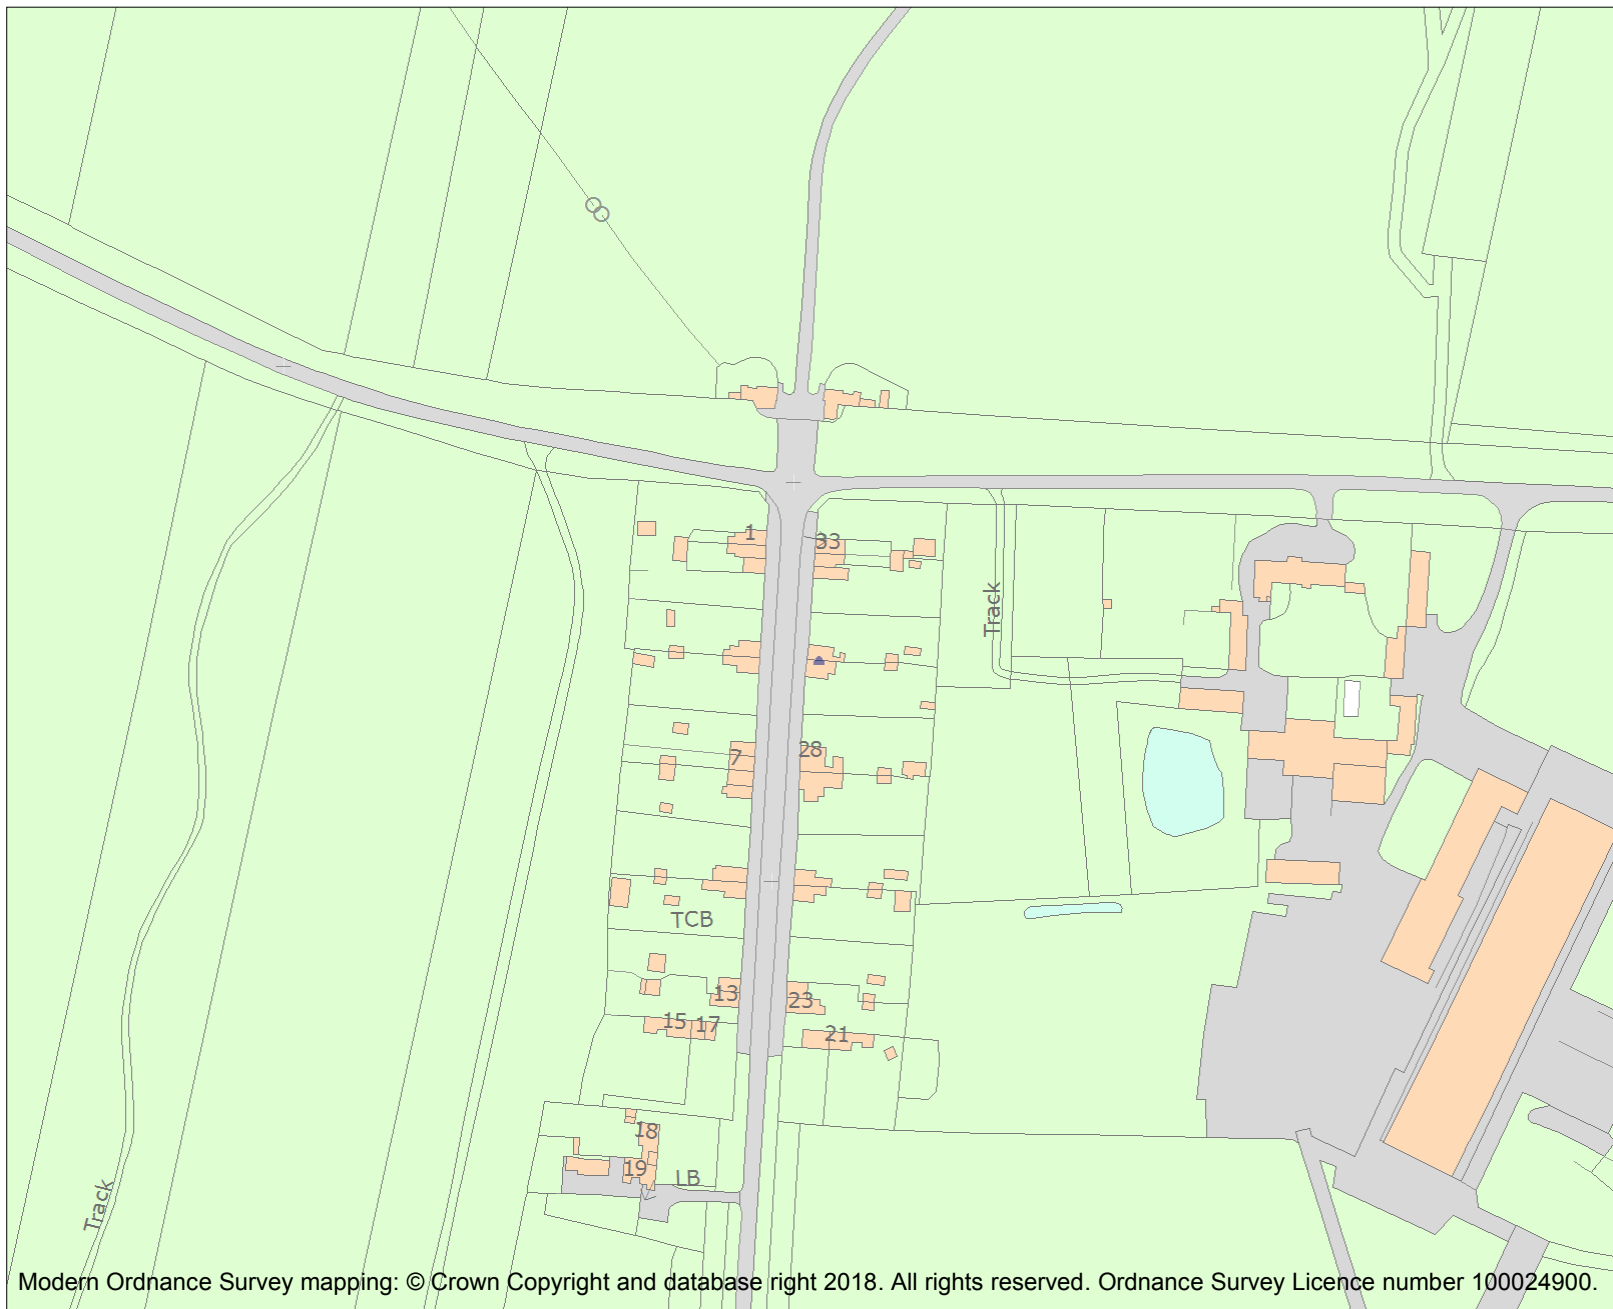 1
33
Track
7
28
TCB
13
23
15
17
21
18
19
LB
Track
Modern Ordnance Survey mapping: © Crown Copyright and database right 2018. All rights reserved. Ordnance Survey Licence number 100024900.